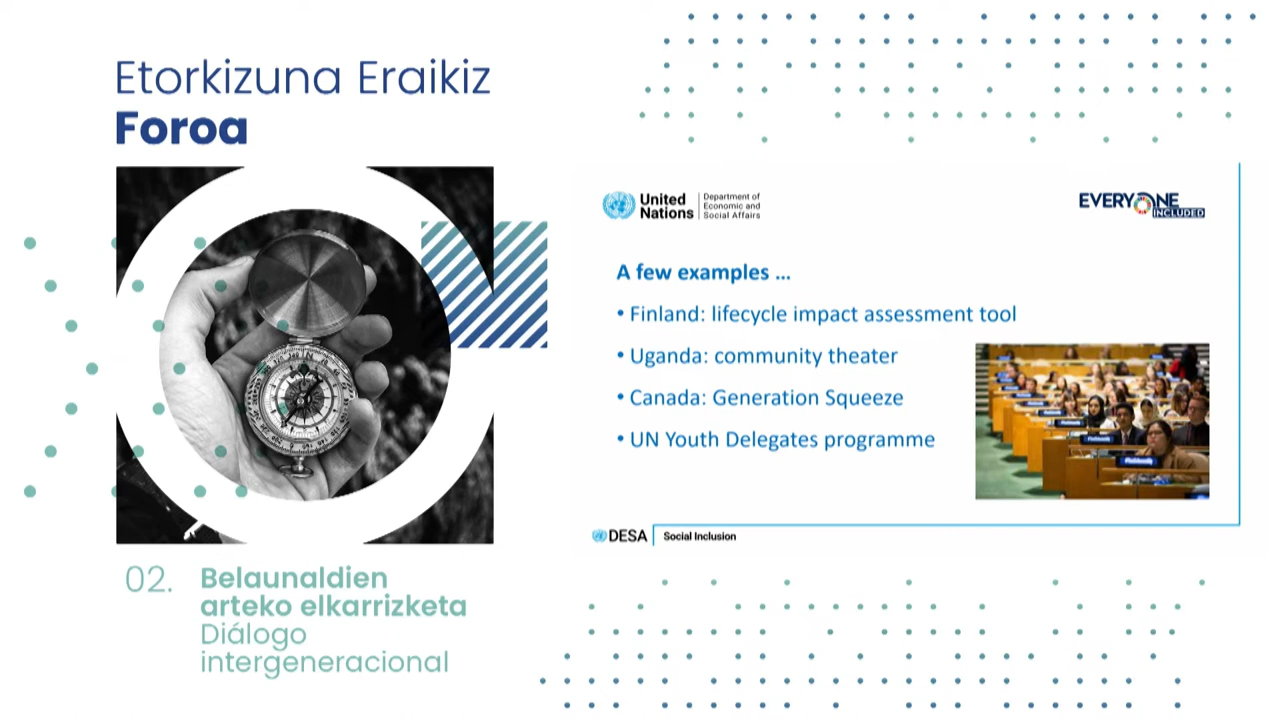 Etorkizuna Eraikiz
Foroa
United
Nations
Department of
Economic and
Social Affairs
EVERYONE
INCLUDED
A few examples ...
• Finland: lifecycle impact assessment tool
• Uganda: community theater
• Canada: Generation Squeeze
• UN Youth Delegates programme
DESA
Social Inclusion
02.
Belaunaldien
arteko elkarrizketa
Diálogo
intergeneracional